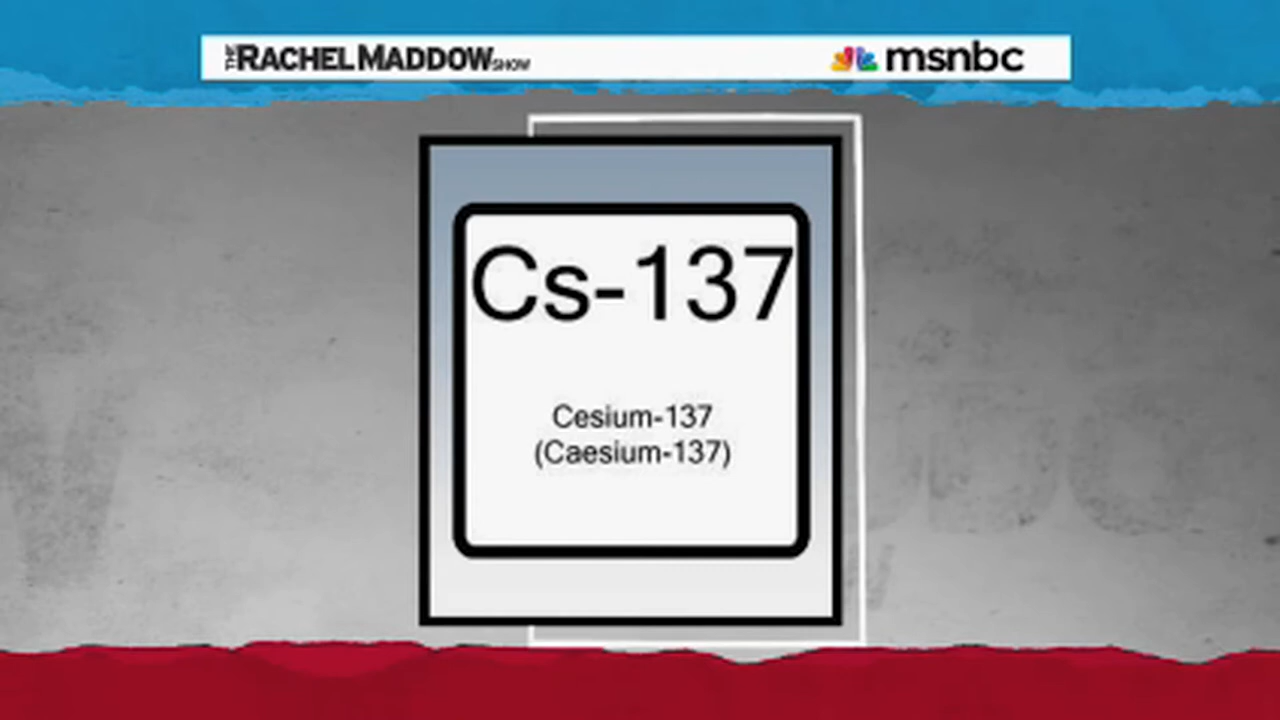 THE RACHEL MADDOW SHOW
msnbc
Cs-137
Cesium-137
(Caesium-137)